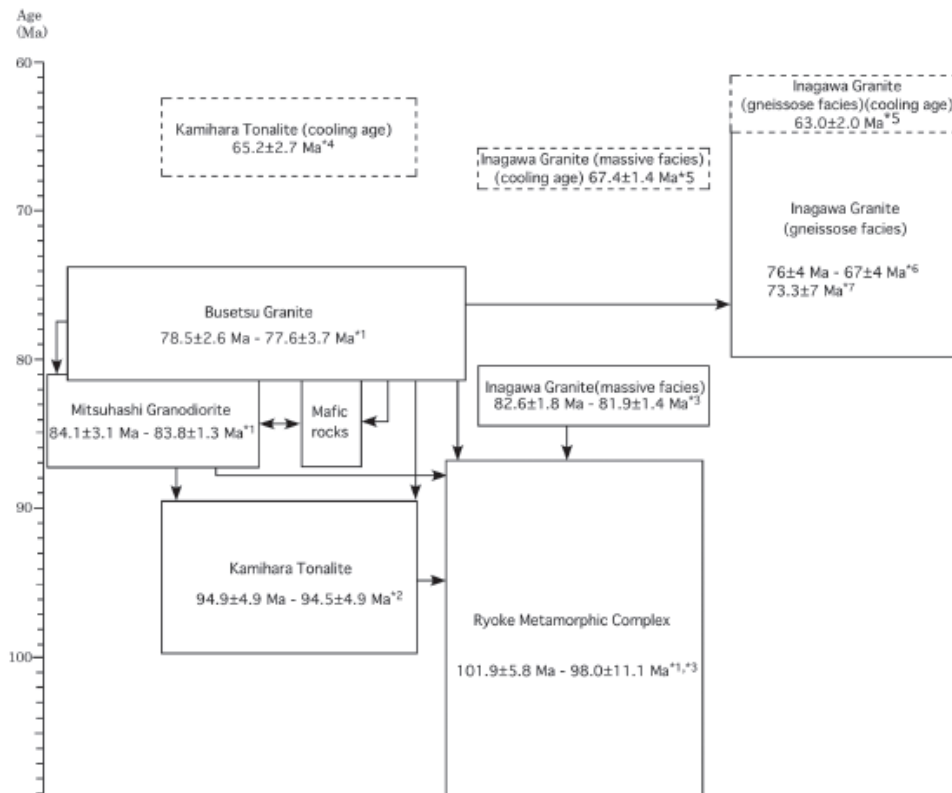 Age
(Ma)
60
70
80
90
100
Kamihara Tonalite (cooling age)
65.2±2.7 Ma*4
Inagawa Granite (massive facies)
(cooling age) 67.4±1.4 Ma*5
Inagawa Granite
(gneissose facies)(cooling age)
63.0±2.0 Ma*5
Inagawa Granite
(gneissose facies)
76±4 Ma - 67±4 Ma*6
73.3±7 Ma*7
Busetsu Granite
78.5±2.6 Ma - 77.6±3.7 Ma*1
Mitsuhashi Granodiorite
84.1±3.1 Ma - 83.8±1.3 Ma*1
Mafic
rocks
Inagawa Granite(massive facies)
82.6±1.8 Ma - 81.9±1.4 Ma*3
Kamihara Tonalite
94.9±4.9 Ma - 94.5±4.9 Ma*2
Ryoke Metamorphic Complex
101.9±5.8 Ma - 98.0±11.1 Ma*1,*3